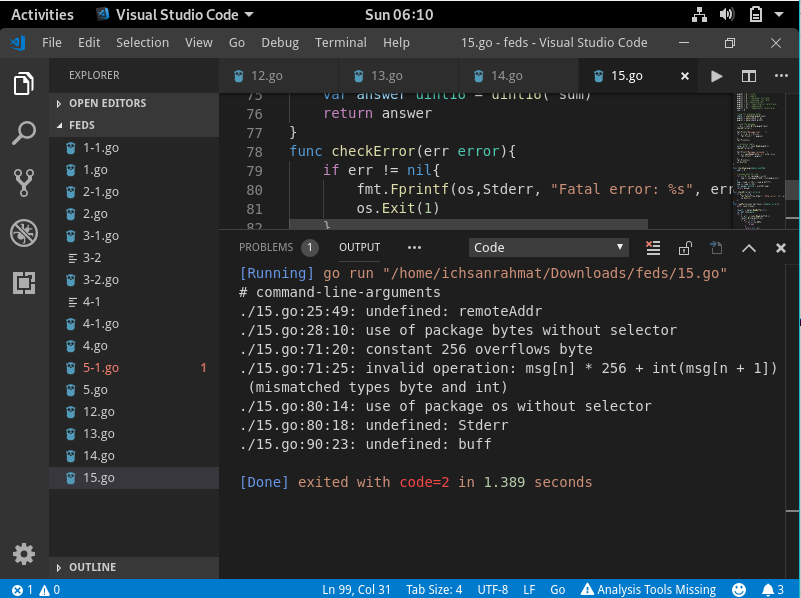 Activities Visual Studio Code Sun 06:10
File Edit Selection View Go Debug Terminal Help 15.go - feds - Visual Studio Code
EXPLORER
OPEN EDITORS
FEDS
1-1.go
1.go
2-1.go
2.go
3-1.go
3-2
3-2.go
4-1
4-1.go
4.go
5-1.go 1
5.go
12.go
13.go
14.go
15.go
OUTLINE
12.go 13.go 14.go 15.go
75 var answer uint16 = uint16(^sum)
76 return answer
77 }
78 func checkError(err error){
79 if err != nil{
80 fmt.Fprintf(os,Stderr, "Fatal error: %s", err
81 os.Exit(1)
82 }
PROBLEMS 1 OUTPUT ••• Code
[Running] go run "/home/ichsanrahmat/Downloads/feds/15.go"
# command-line-arguments
./15.go:25:49: undefined: remoteAddr
./15.go:28:10: use of package bytes without selector
./15.go:71:20: constant 256 overflows byte
./15.go:71:25: invalid operation: msg[n] * 256 + int(msg[n + 1])
(mismatched types byte and int)
./15.go:80:14: use of package os without selector
./15.go:80:18: undefined: Stderr
./15.go:90:23: undefined: buff
[Done] exited with code=2 in 1.389 seconds
1 0 Ln 99, Col 31 Tab Size: 4 UTF-8 LF Go Analysis Tools Missing 3